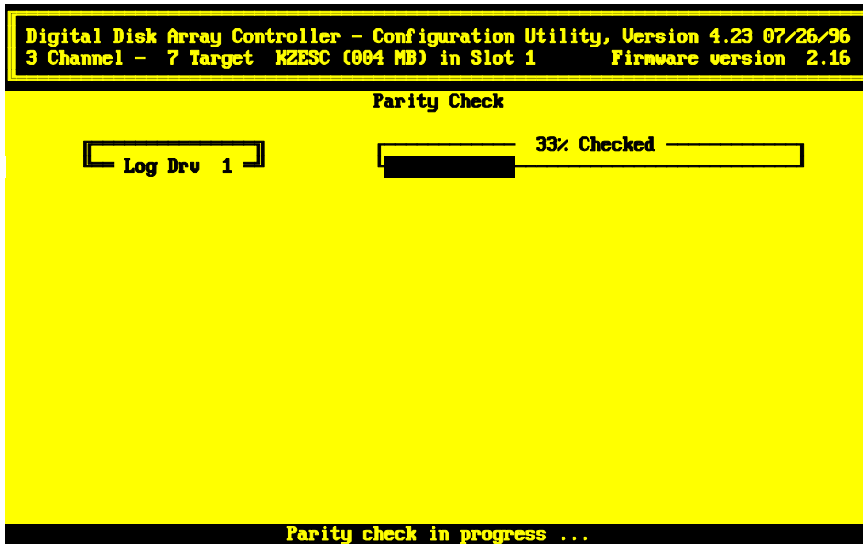 Digital Disk Array Controller - Configuration Utility, Version 4.23 07/26/96
3 Channel - 7 Target KZESC (004 MB) in Slot 1 Firmware version 2.16
Parity Check
33% Checked
Log Drv 1
Parity check in progress ...